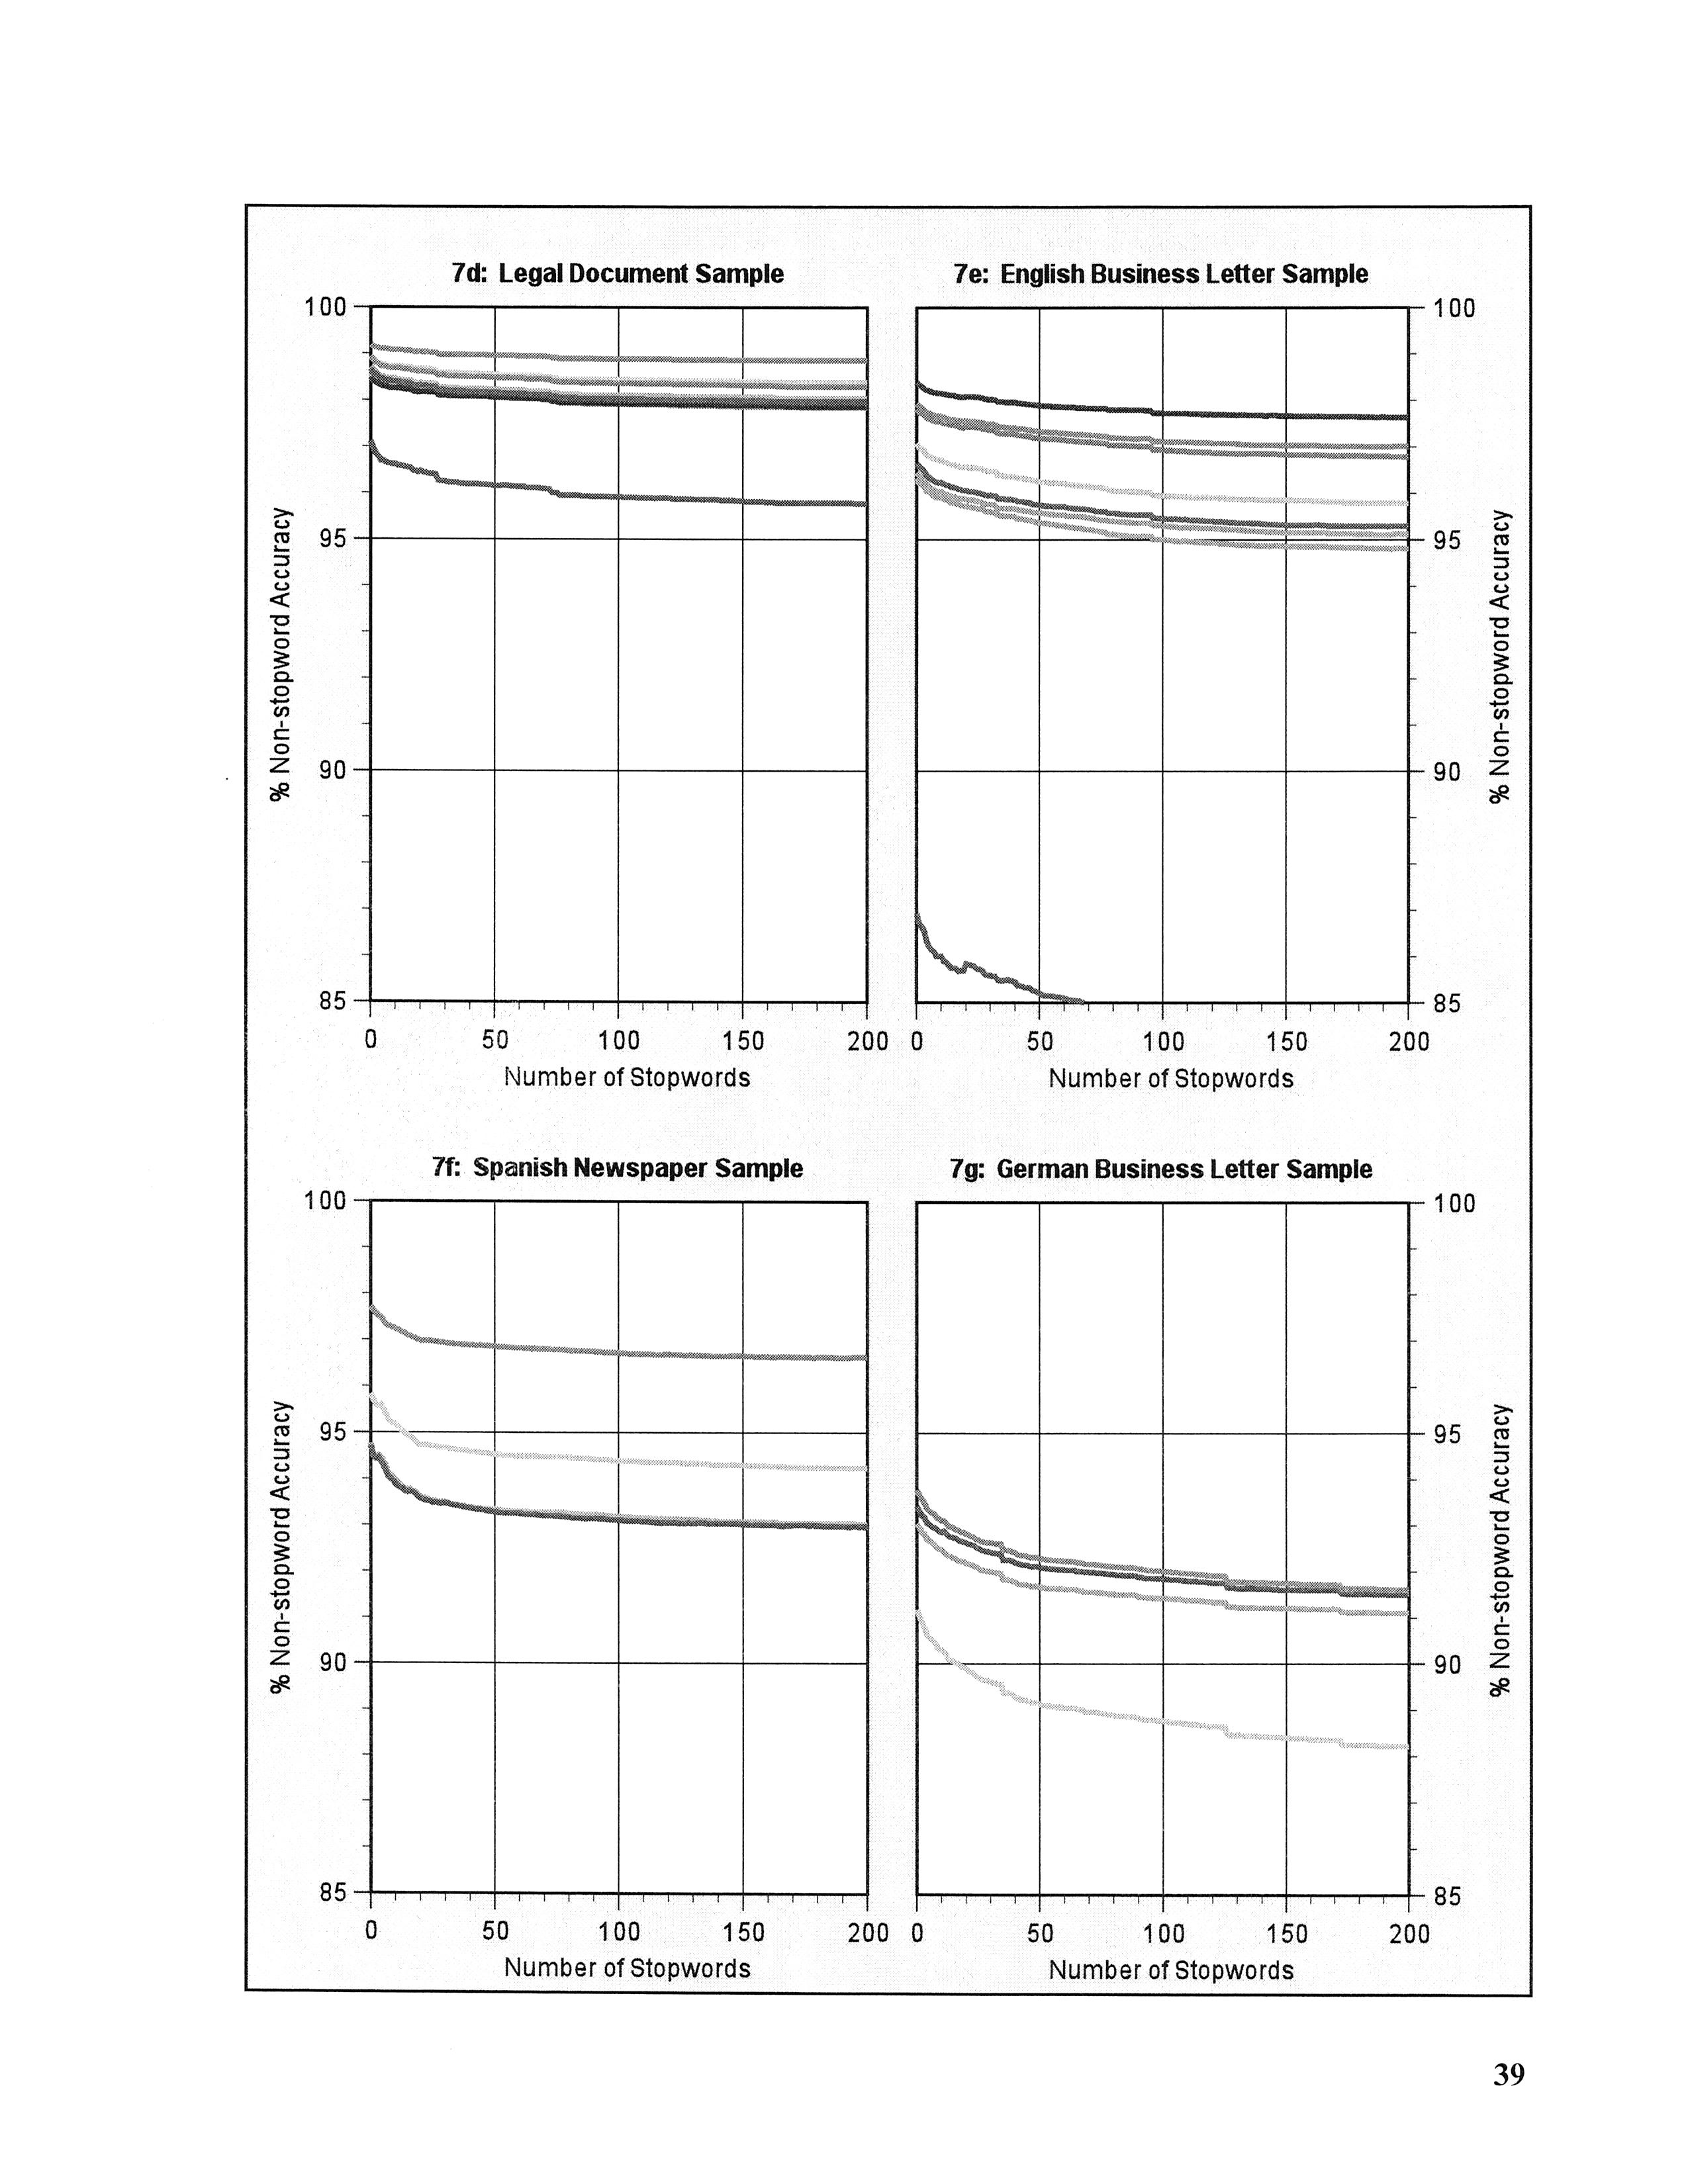 7d: Legal Document Sample
100
95
90
85
% Non-stopword Accuracy
0 50 100 150 200
Number of Stopwords
7e: English Business Letter Sample
100
95
90
85
% Non-stopword Accuracy
0 50 100 150 200
Number of Stopwords
7f: Spanish Newspaper Sample
100
95
90
85
% Non-stopword Accuracy
0 50 100 150 200
Number of Stopwords
7g: German Business Letter Sample
100
95
90
85
% Non-stopword Accuracy
0 50 100 150 200
Number of Stopwords
39